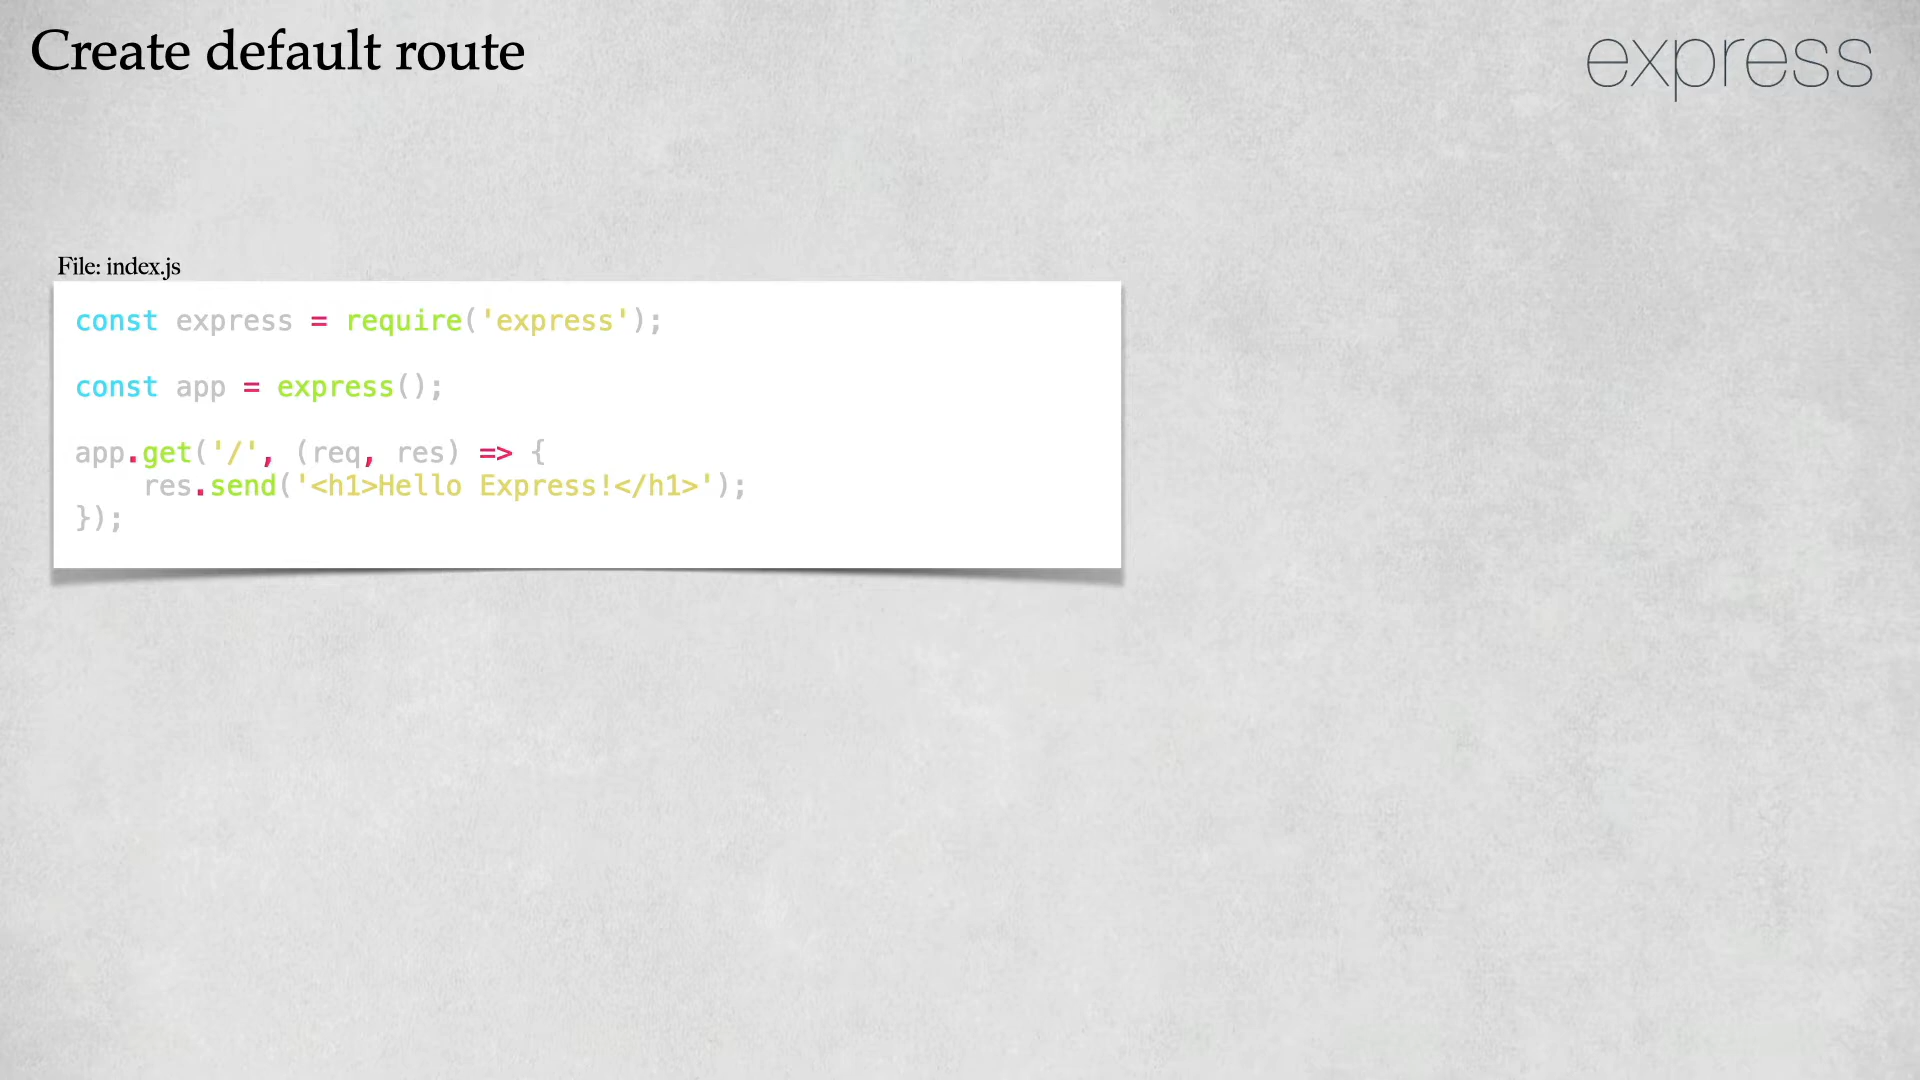 Create default route
express
File: index.js
const express = require('express');
const app = express();
app.get('/', (req, res) => {
    res.send('<h1>Hello Express!</h1>');
});